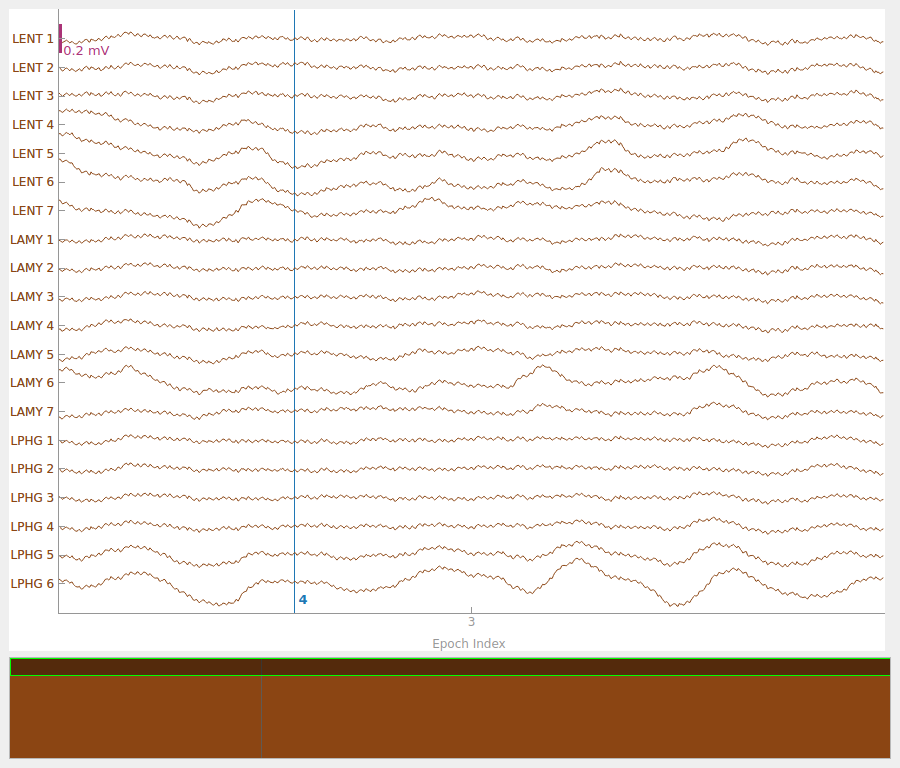 LENT 1
0.2 mV
LENT 2
LENT 3
LENT 4
LENT 5
LENT 6
LENT 7
LAMY 1
LAMY 2
LAMY 3
LAMY 4
LAMY 5
LAMY 6
LAMY 7
LPHG 1
LPHG 2
LPHG 3
LPHG 4
LPHG 5
LPHG 6
4
3
Epoch Index